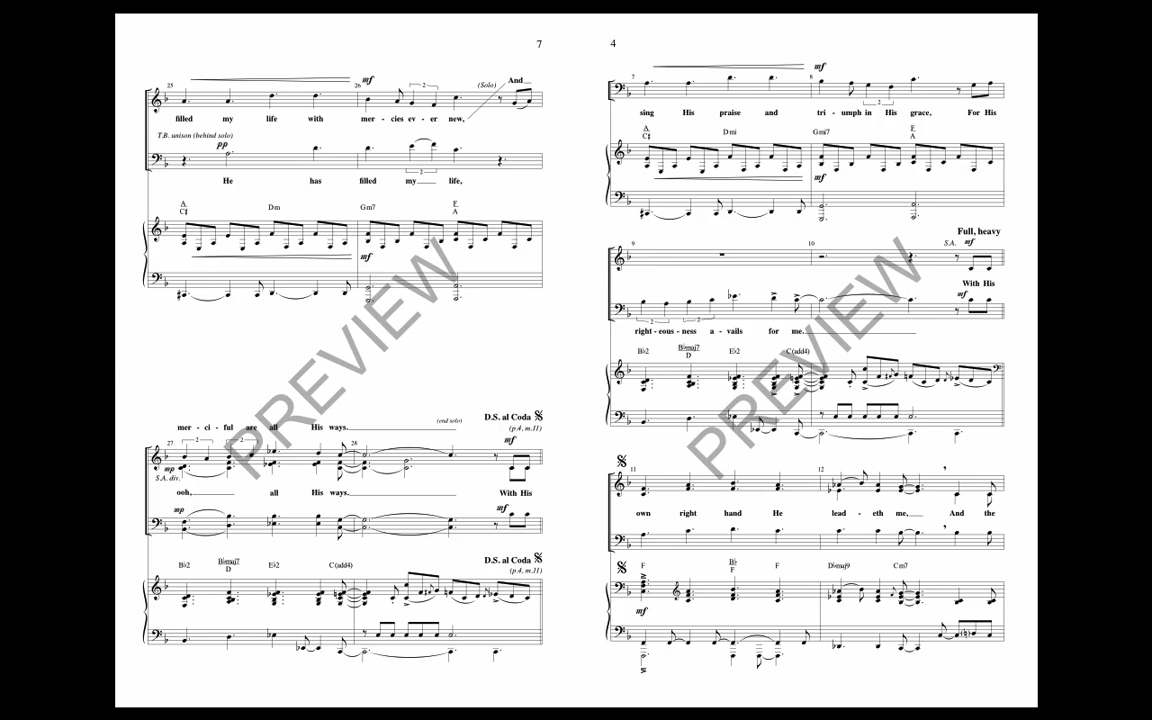 7
25
mf
26
(Solo)
And
2
filled my life with mer - cies ev - er new,
T.B. unison (behind solo)
pp
2
He has filled my life,
A
C♯
Dm
Gm7
F
A
mf
D.S. al Coda
(p.4, m.11)
(end solo)
mer - ci - ful are all His ways.
27
2
2
28
mf
mp
S.A. div.
ooh, all His ways. With His
mp
mf
D.S. al Coda
(p.4, m.11)
B♭2
B♭maj7
D
E♭2
C(add4)
4
7
mf
8
2
sing His praise and tri - umph in His grace, For His
A
C♯
Dmi
Gmi7
F
A
mf
Full, heavy
9
10
S.A.
mf
With His
mf
2
2
right - eous - ness a - vails for me.
B♭2
B♭maj7
D
E♭2
C(add4)
11
12
own right hand He lead - eth me, And the
F
B♭
F
F
D♭maj9
Cm7
mf
PREVIEW
PREVIEW